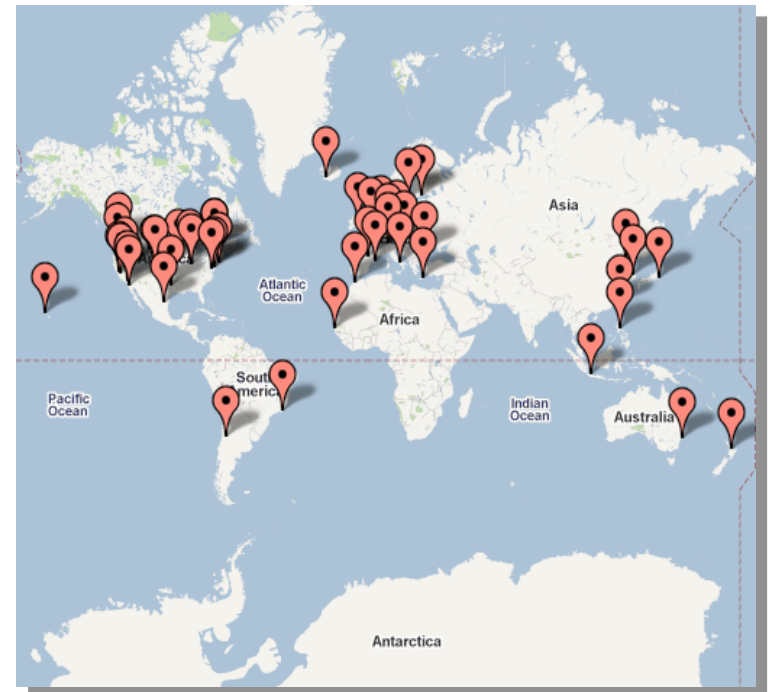 Asia
Atlantic
Ocean
Africa
South
America
Pacific
Ocean
Indian
Ocean
Australia
Antarctica